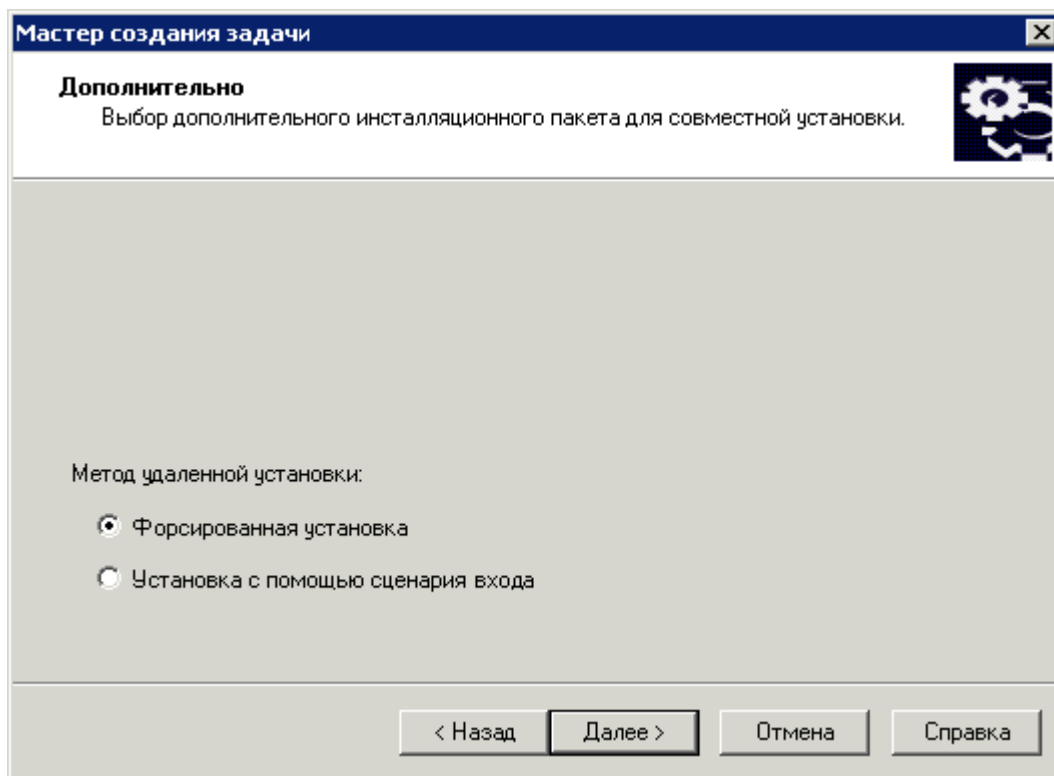 Мастер создания задачи
Дополнительно
Выбор дополнительного инсталляционного пакета для совместной установки.
Метод удаленной установки:
Форсированная установка
Установка с помощью сценария входа
< Назад
Далее >
Отмена
Справка